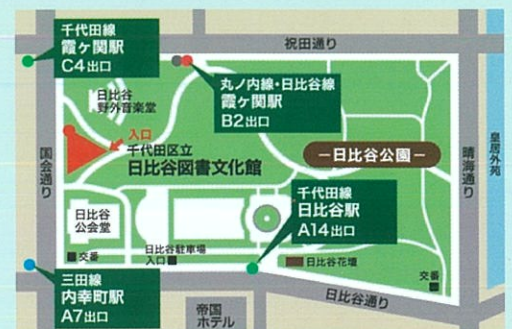 千代田線
霞ヶ関駅
C4出口
祝田通り
丸ノ内線・日比谷線
霞ヶ関駅
B2出口
日比谷
野外音楽堂
入口
千代田区立
日比谷図書文化館
ー日比谷公園ー
国会通り
晴海通り
皇居外苑
千代田線
日比谷駅
A14出口
日比谷
公会堂
日比谷駐車場
入口
交番
日比谷花壇
交番
三田線
内幸町駅
A7出口
帝国
ホテル
日比谷通り